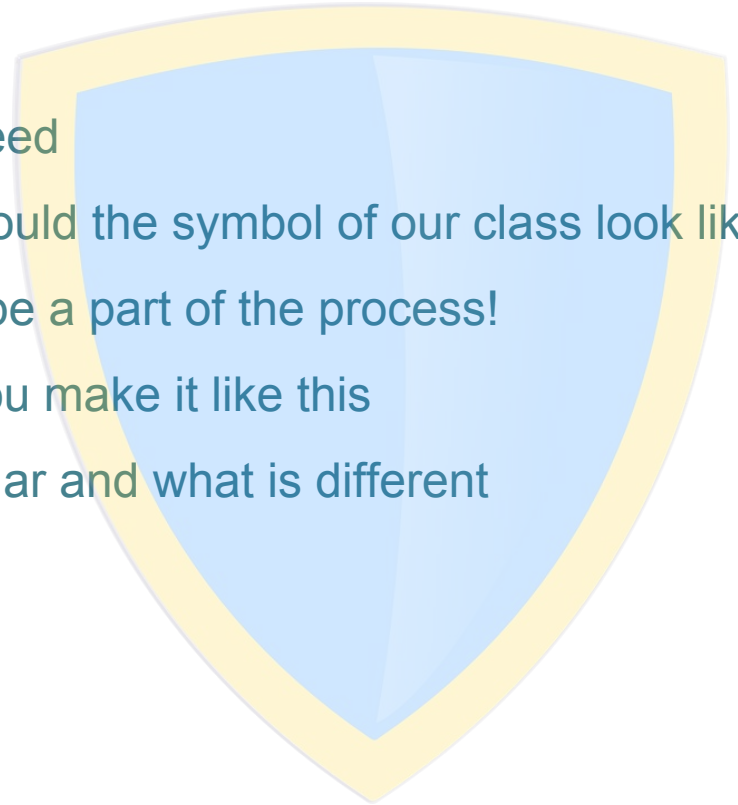 eed
ould the symbol of our class look lik
be a part of the process!
ou make it like this
ar and what is different